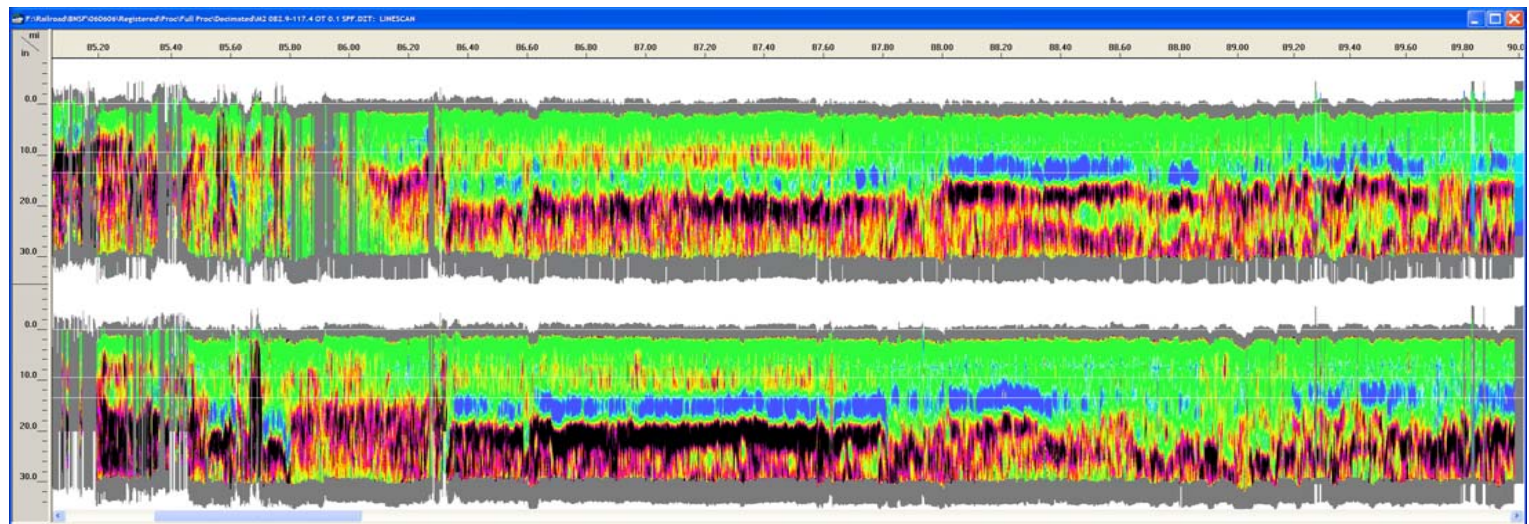 F:\Railroad\BNSF\060606\Registered\Proc\Full Proc\Decimated\M2 082.9-117.4 OT 0.1 SPF.DZT: LINESCAN
mi
in
85.20 85.40 85.60 85.80 86.00 86.20 86.40 86.60 86.80 87.00 87.20 87.40 87.60 87.80 88.00 88.20 88.40 88.60 88.80 89.00 89.20 89.40 89.60 89.80 90.0
0.0
10.0
20.0
30.0
0.0
10.0
20.0
30.0